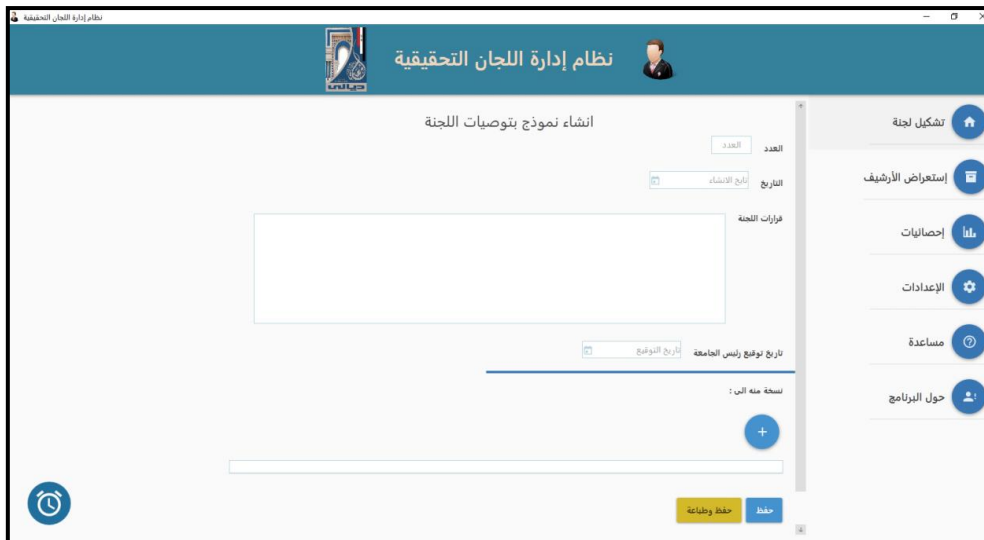 نظام إدارة اللجان التحقيقية
نظام إدارة اللجان التحقيقية
ديالى
تشكيل لجنة
إستعراض الأرشيف
إحصائيات
الإعدادات
مساعدة
حول البرنامج
انشاء نموذج بتوصيات اللجنة
العدد العدد
التاريخ تايخ الانشاء
قرارات اللجنة
تاريخ توقيع رئيس الجامعة تاريخ التوقيع
نسخة منه الى :
+
حفظ حفظ وطباعة